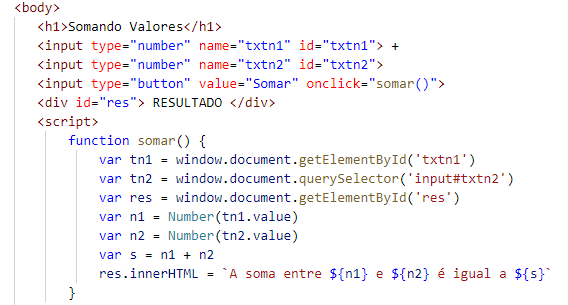 <body>
<h1>Somando Valores</h1>
<input type="number" name="txtn1" id="txtn1"> +
<input type="number" name="txtn2" id="txtn2">
<input type="button" value="Somar" onclick="somar()">
<div id="res"> RESULTADO </div>
<script>
function somar() {
var tn1 = window.document.getElementById('txtn1')
var tn2 = window.document.querySelector('input#txtn2')
var res = window.document.getElementById('res')
var n1 = Number(tn1.value)
var n2 = Number(tn2.value)
var s = n1 + n2
res.innerHTML = `A soma entre ${n1} e ${n2} é igual a ${s}`
}